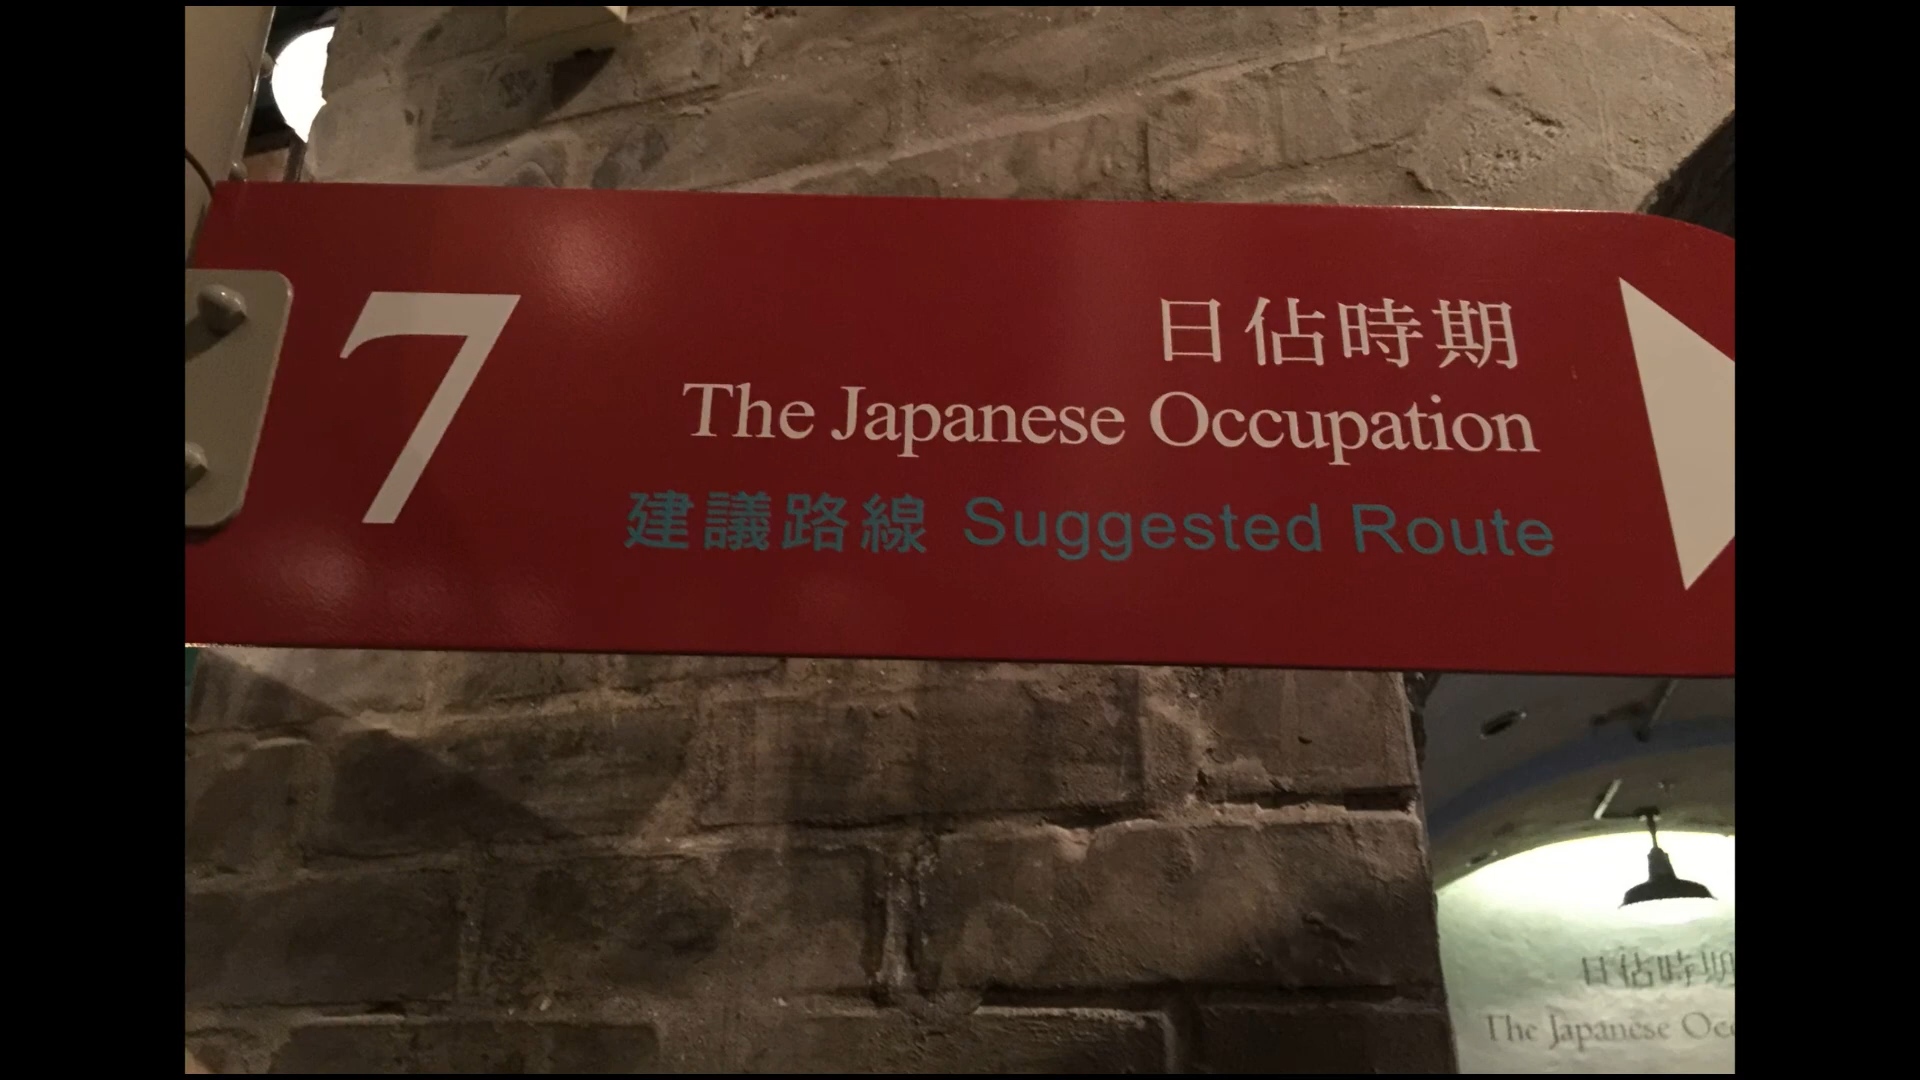 7
日佔時期
The Japanese Occupation
建議路線 Suggested Route
日佔時期
The Japanese Occ